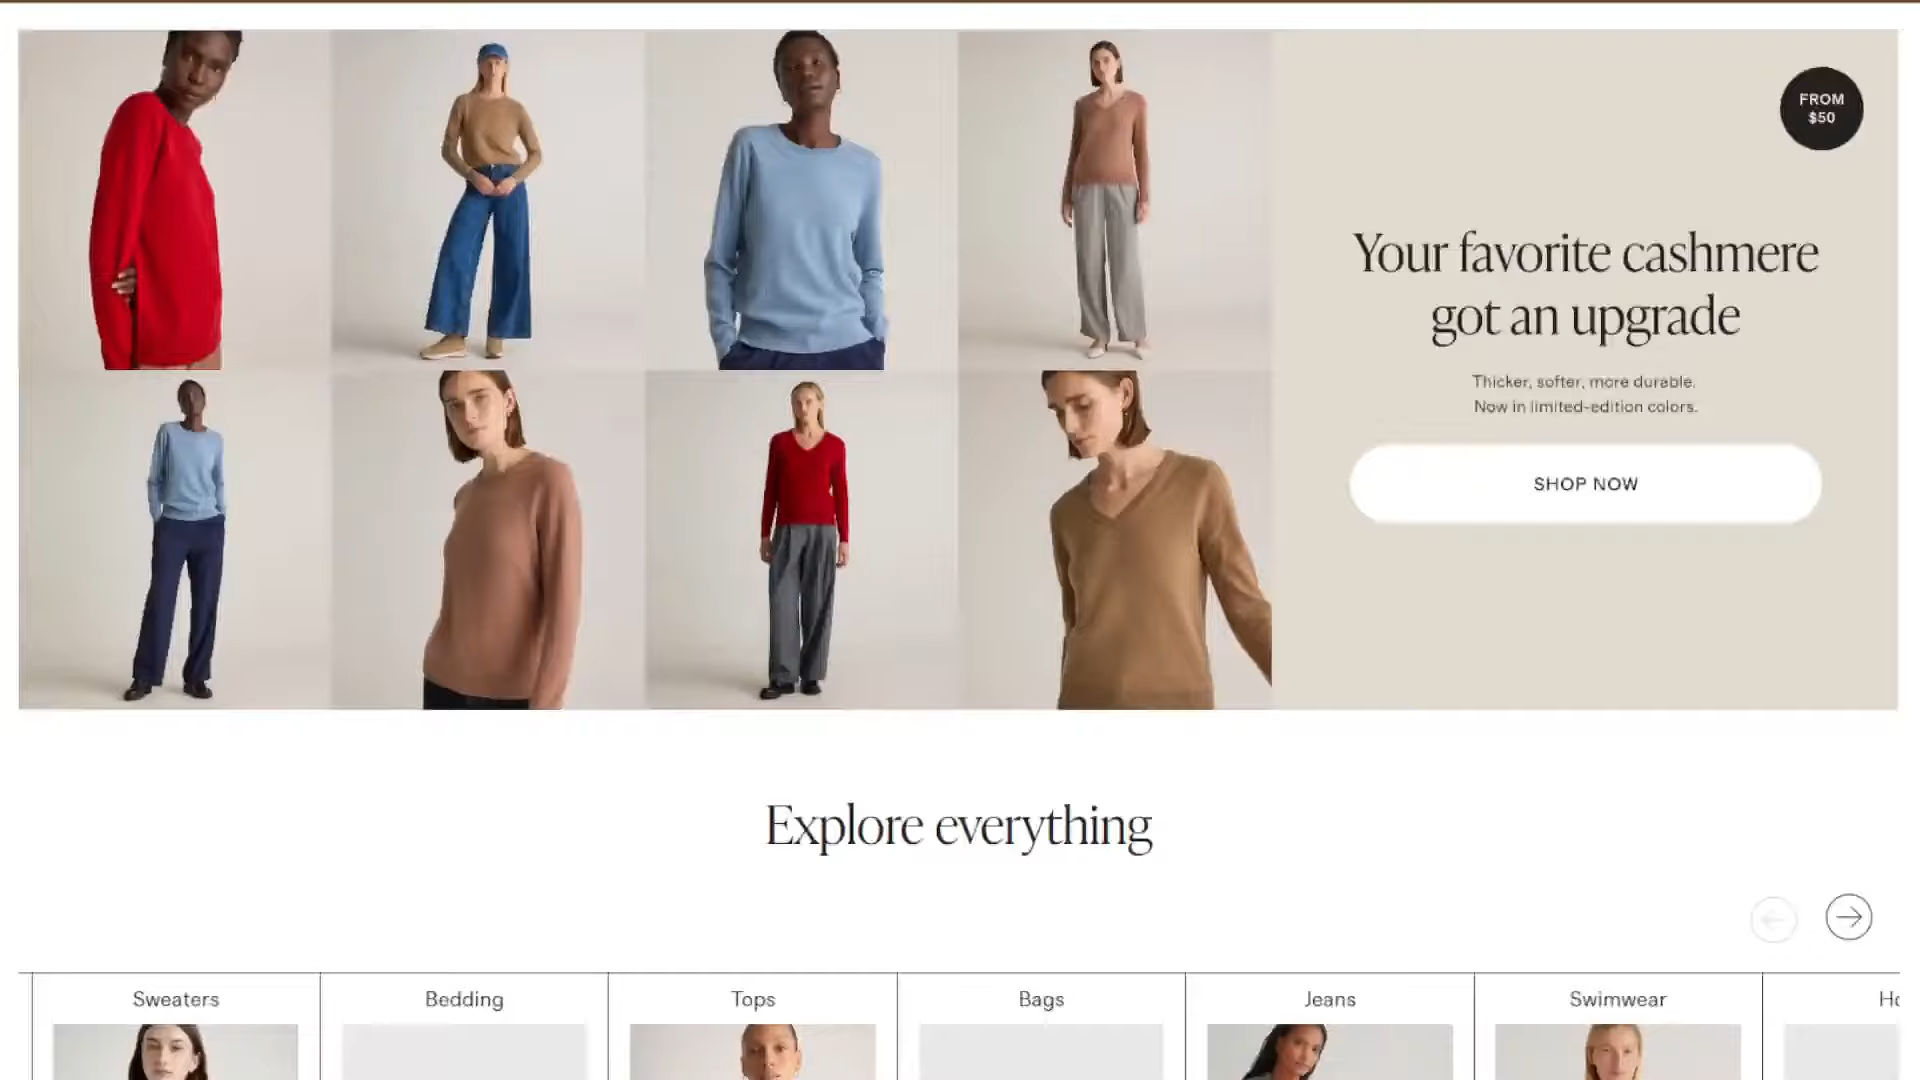 FROM
$50
Your favorite cashmere
got an upgrade
Thicker, softer, more durable.
Now in limited-edition colors.
SHOP NOW
Explore everything
Sweaters
Bedding
Tops
Bags
Jeans
Swimwear